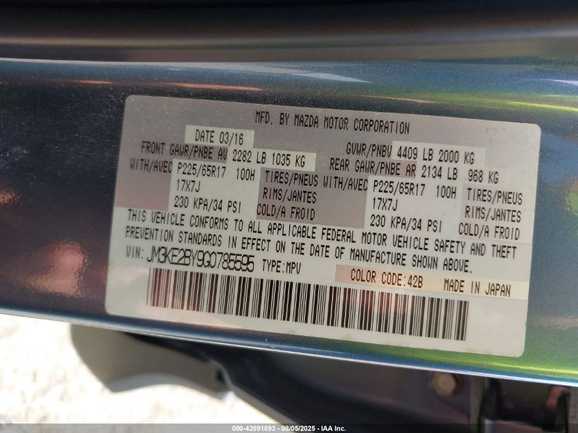 MFD. BY MAZDA MOTOR CORPORATION
DATE 03/16
GVWR/PNBV 4409 LB 2000 KG
FRONT GAWR/PNBE AV 2282 LB 1035 KG
REAR GAWR/PNBE AR 2134 LB 968 KG
WITH/AVEC P225/65R17 100H TIRES/PNEUS WITH/AVEC P225/65R17 100H TIRES/PNEUS
17X7J RIMS/JANTES 17X7J RIMS/JANTES
230 KPA/34 PSI COLD/A FROID 230 KPA/34 PSI COLD/A FROID
THIS VEHICLE CONFORMS TO ALL APPLICABLE FEDERAL MOTOR VEHICLE SAFETY AND THEFT
PREVENTION STANDARDS IN EFFECT ON THE DATE OF MANUFACTURE SHOWN ABOVE.
VIN: JM3KE2BY9G0785595 TYPE:MPV
COLOR CODE:42B MADE IN JAPAN
000-42691692 08/05/2025 IAA Inc.